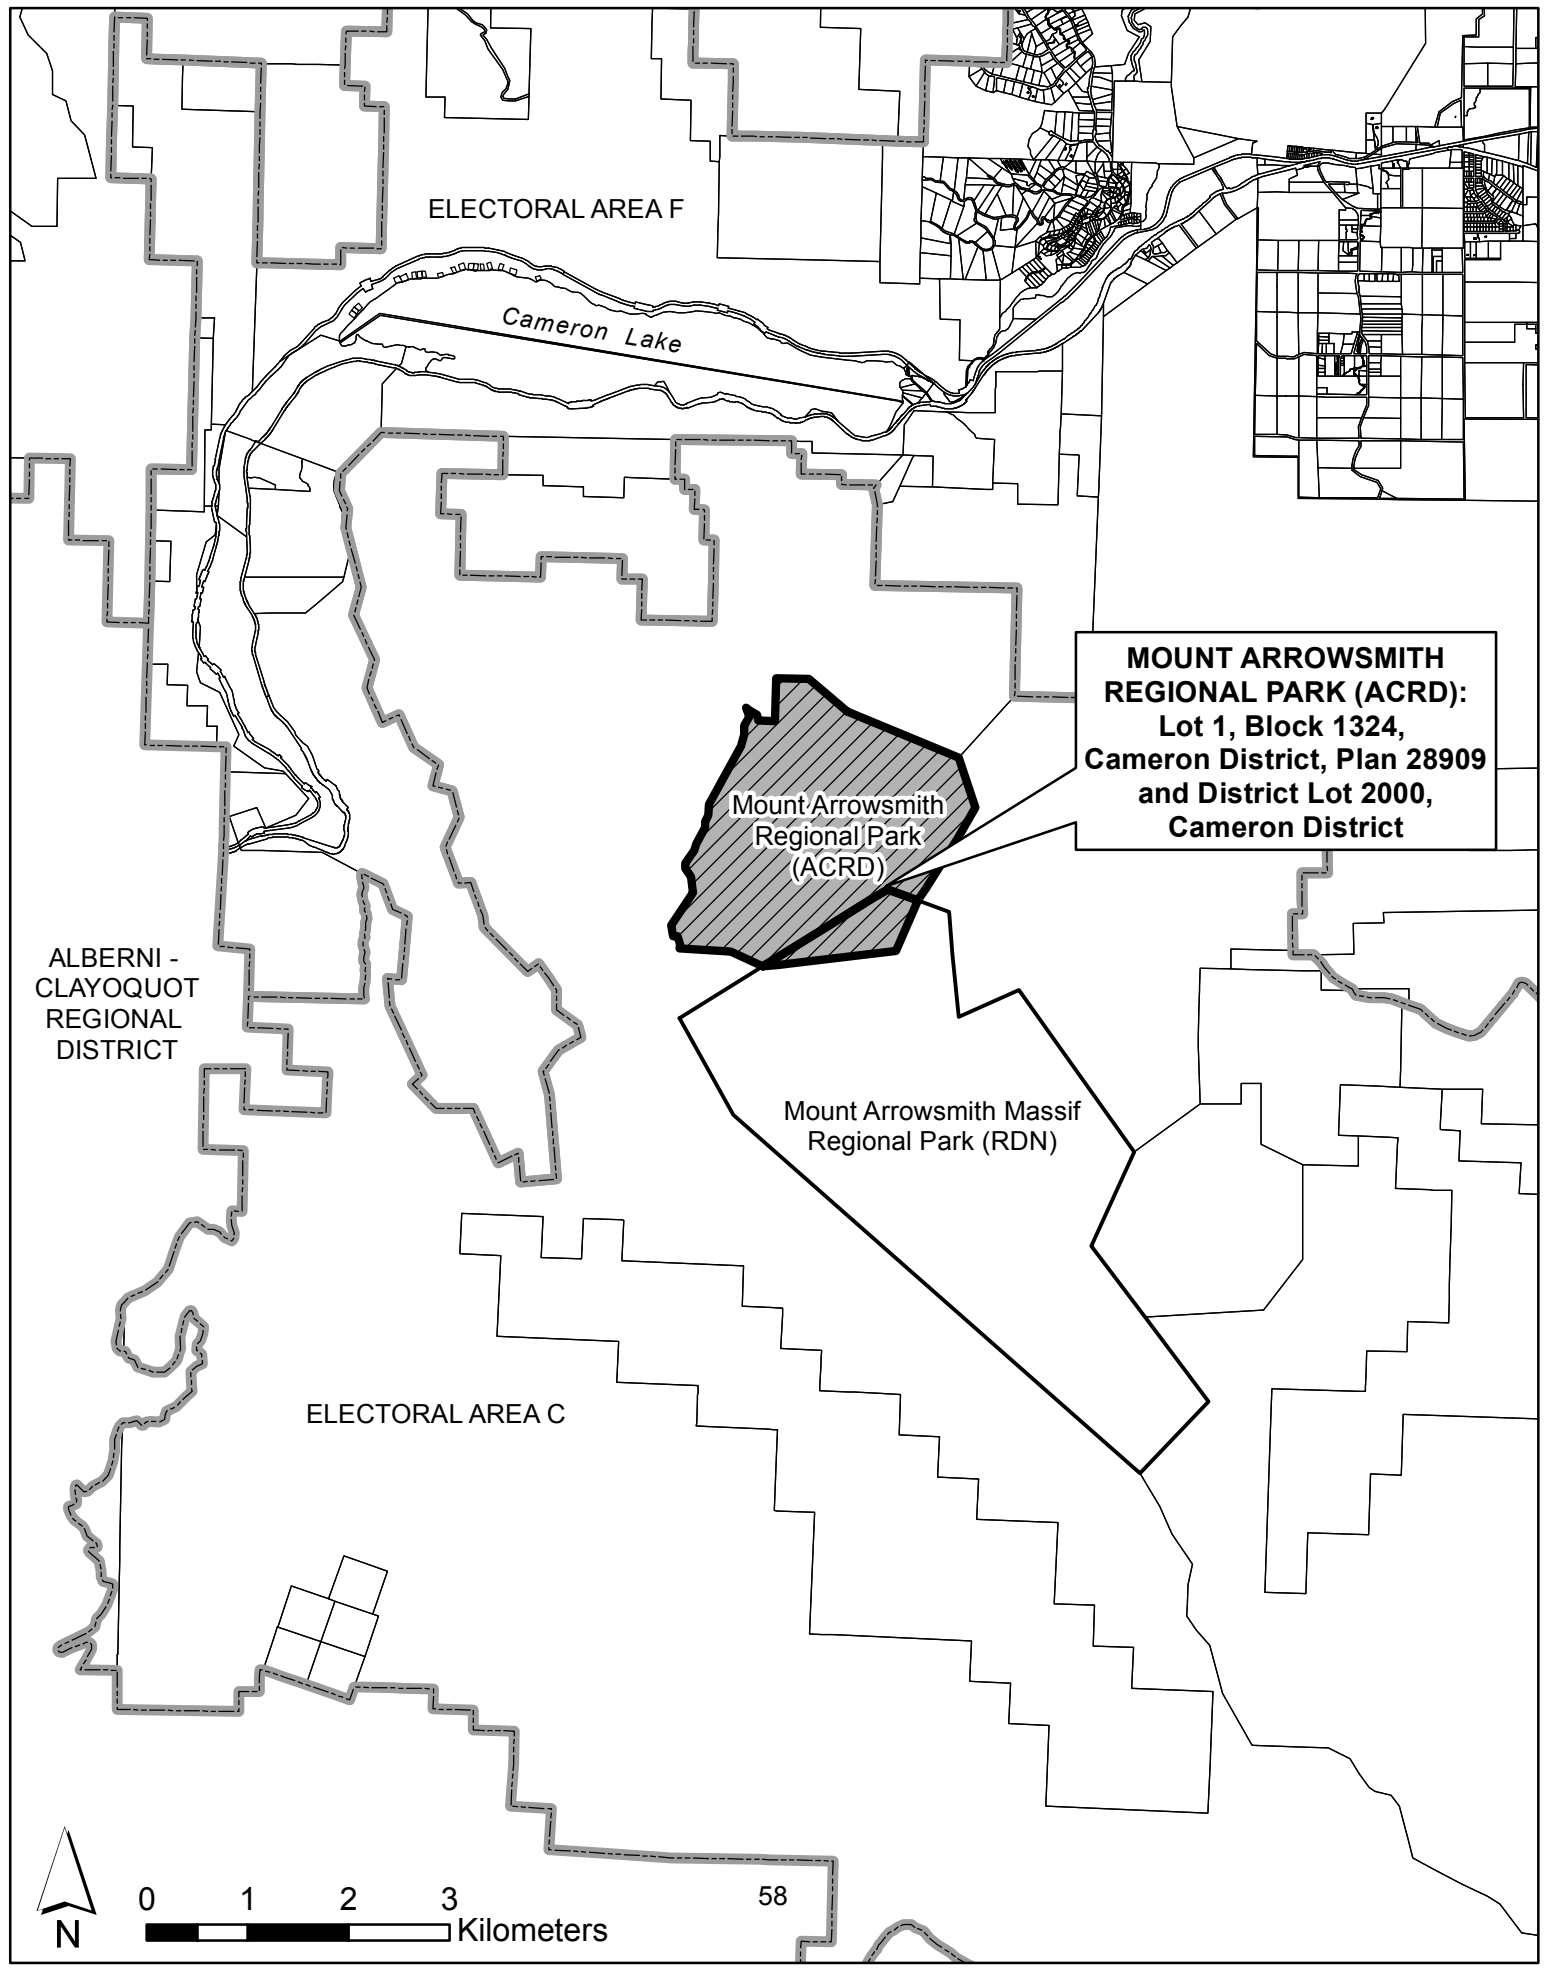 ELECTORAL AREA F
Cameron Lake
MOUNT ARROWSMITH
REGIONAL PARK (ACRD):
Lot 1, Block 1324,
Cameron District, Plan 28909
and District Lot 2000,
Cameron District
Mount Arrowsmith
Regional Park
(ACRD)
ALBERNI -
CLAYOQUOT
REGIONAL
DISTRICT
Mount Arrowsmith Massif
Regional Park (RDN)
ELECTORAL AREA C
0 1 2 3
Kilometers
N
58